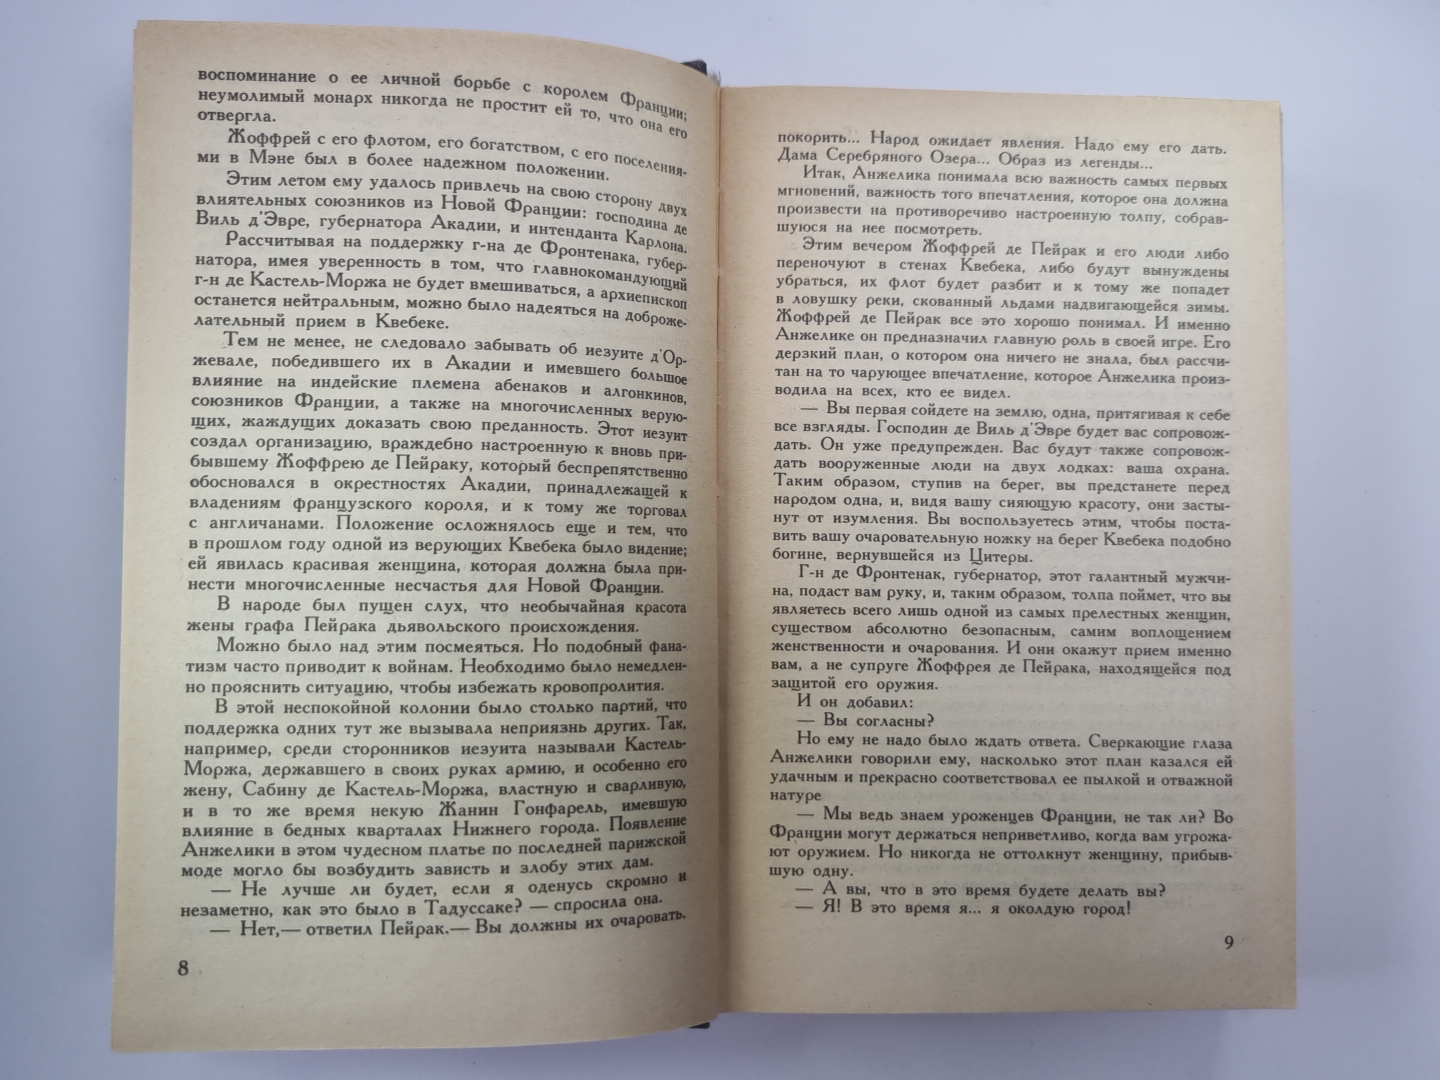 воспоминание о ее личной борьбе с королем Франции;
неумолимый монарх никогда не простит ей то, что она его
отвергла.
Жоффрей с его флотом, его богатством, с его поселения-
ми в Мэне был в более надежном положении.
Этим летом ему удалось привлечь на свою сторону двух
влиятельных союзников из Новой Франции: господина де
Виль д'Эвре, губернатора Акадии, и интенданта Карлона.
Рассчитывая на поддержку г-на де Фронтенака, губер-
натора, имея уверенность в том, что главнокомандующий
г-н де Кастель-Моржа не будет вмешиваться, а архиепископ
останется нейтральным, можно было надеяться на доброже-
лательный прием в Квебеке.
Тем не менее, не следовало забывать об иезуите д'Ор-
жевале, победившего их в Акадии и имевшего большое
влияние на индейские племена абенаков и алгонкинов,
союзников Франции, а также на многочисленных верую-
щих, жаждущих доказать свою преданность. Этот иезуит
создал организацию, враждебно настроенную к вновь при-
бывшему Жоффрею де Пейраку, который беспрепятственно
обосновался в окрестностях Акадии, принадлежащей к
владениям французского короля, и к тому же торговал
с англичанами. Положение осложнялось еще и тем, что
в прошлом году одной из верующих Квебека было видение;
ей явилась красивая женщина, которая должна была при-
нести многочисленные несчастья для Новой Франции.
В народе был пущен слух, что необычайная красота
жены графа Пейрака дьявольского происхождения.
Можно было над этим посмеяться. Но подобный фана-
тизм часто приводит к войнам. Необходимо было немедлен-
но прояснить ситуацию, чтобы избежать кровопролития.
В этой неспокойной колонии было столько партий, что
поддержка одних тут же вызывала неприязнь других. Так,
например, среди сторонников иезуита называли Кастель-
Моржа, державшего в своих руках армию, и особенно его
жену, Сабину де Кастель-Моржа, властную и сварливую,
и в то же время некую Жанин Гонфарель, имевшую
влияние в бедных кварталах Нижнего города. Появление
Анжелики в этом чудесном платье по последней парижской
моде могло бы возбудить зависть и злобу этих дам.
— Не лучше ли будет, если я оденусь скромно и
незаметно, как это было в Тадуссаке? — спросила она.
— Нет,— ответил Пейрак.— Вы должны их очаровать.
8
покорить... Народ ожидает явления. Надо ему его дать.
Дама Серебряного Озера... Образ из легенды...
Итак, Анжелика понимала всю важность самых первых
мгновений, важность того впечатления, которое она должна
произвести на противоречиво настроенную толпу, собрав-
шуюся на нее посмотреть.
Этим вечером Жоффрей де Пейрак и его люди либо
переночуют в стенах Квебека, либо будут вынуждены
убраться, их флот будет разбит и к тому же попадет
в ловушку реки, скованный льдами надвигающейся зимы.
Жоффрей де Пейрак все это хорошо понимал. И именно
Анжелике он предназначил главную роль в своей игре. Его
дерзкий план, о котором она ничего не знала, был рассчи-
тан на то чарующее впечатление, которое Анжелика произ-
водила на всех, кто ее видел.
— Вы первая сойдете на землю, одна, притягивая к себе
все взгляды. Господин де Виль д'Эвре будет вас сопровож-
дать. Он уже предупрежден. Вас будут также сопровож-
дать вооруженные люди на двух лодках: ваша охрана.
Таким образом, ступив на берег, вы предстанете перед
народом одна, и, видя вашу сияющую красоту, они засты-
нут от изумления. Вы воспользуетесь этим, чтобы поста-
вить вашу очаровательную ножку на берег Квебека подобно
богине, вернувшейся из Цитеры.
Г-н де Фронтенак, губернатор, этот галантный мужчи-
на, подаст вам руку, и, таким образом, толпа поймет, что вы
являетесь всего лишь одной из самых прелестных женщин,
существом абсолютно безопасным, самим воплощением
женственности и очарования. И они окажут прием именно
вам, а не супруге Жоффрея де Пейрака, находящейся под
защитой его оружия.
И он добавил:
— Вы согласны?
Но ему не надо было ждать ответа. Сверкающие глаза
Анжелики говорили ему, насколько этот план казался ей
удачным и прекрасно соответствовал ее пылкой и отважной
натуре
— Мы ведь знаем уроженцев Франции, не так ли? Во
Франции могут держаться неприветливо, когда вам угрожа-
ют оружием. Но никогда не оттолкнут женщину, прибыв-
шую одну.
— А вы, что в это время будете делать вы?
— Я! В это время я... я околдую город!
9